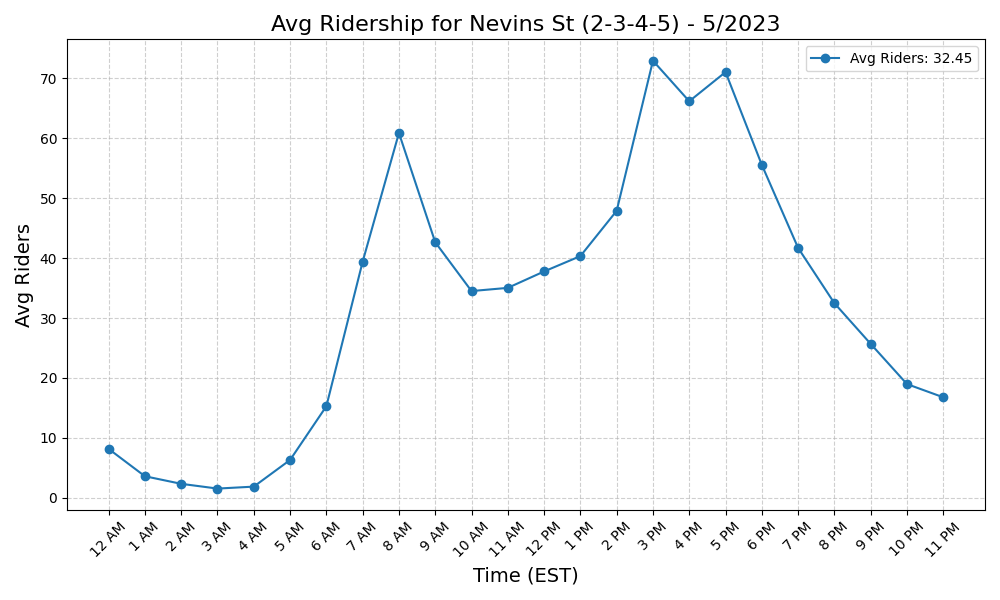 Avg Ridership for Nevins St (2-3-4-5) - 5/2023
Avg Riders: 32.45
Avg Riders
70
60
50
40
30
20
10
0
12 AM
1 AM
2 AM
3 AM
4 AM
5 AM
6 AM
7 AM
8 AM
9 AM
10 AM
11 AM
12 PM
1 PM
2 PM
3 PM
4 PM
5 PM
6 PM
7 PM
8 PM
9 PM
10 PM
11 PM
Time (EST)